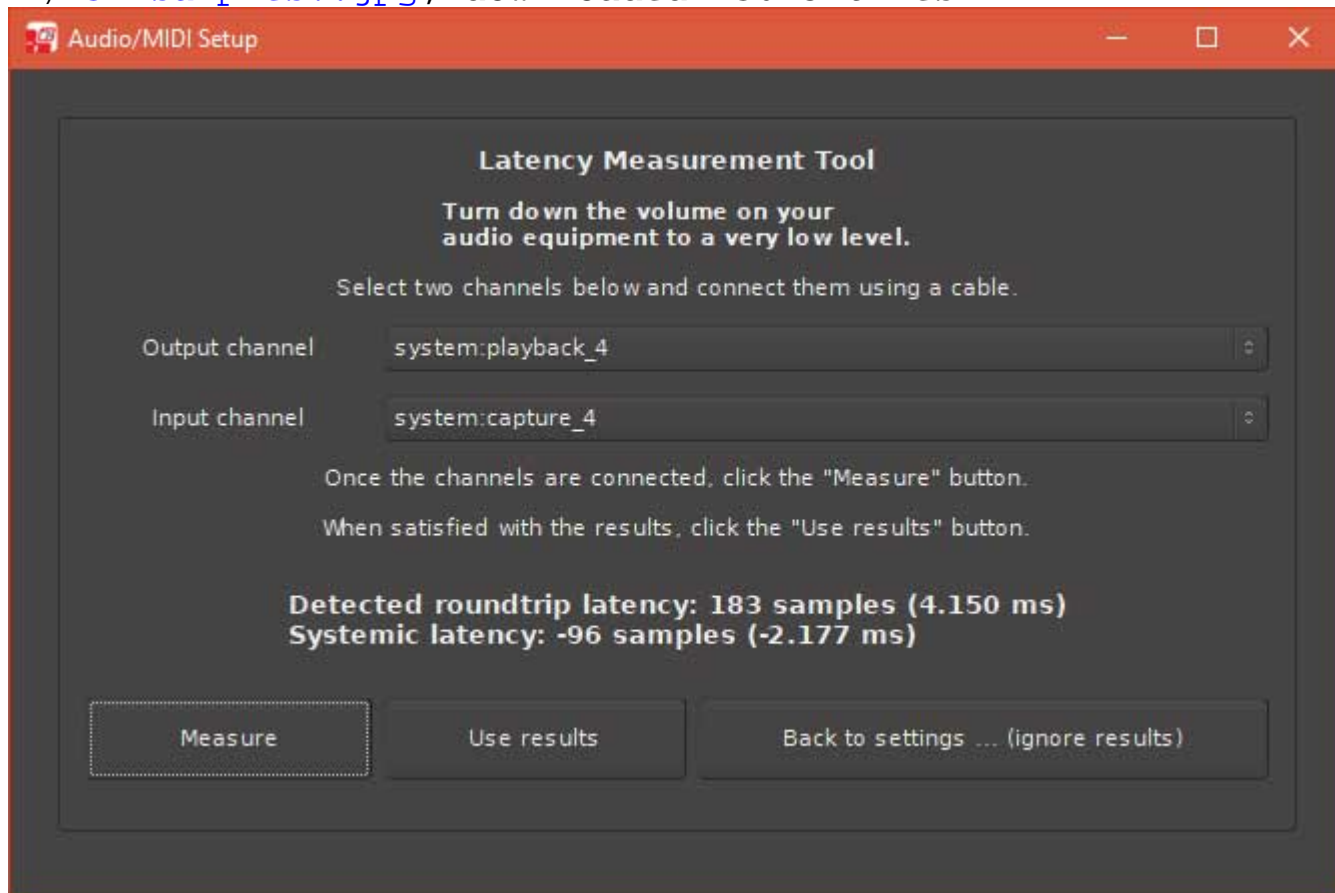 Audio/MIDI Setup
Latency Measurement Tool
Turn down the volume on your
audio equipment to a very low level.
Select two channels below and connect them using a cable.
Output channel system:playback_4
Input channel system:capture_4
Once the channels are connected, click the "Measure" button.
When satisfied with the results, click the "Use results" button.
Detected roundtrip latency: 183 samples (4.150 ms)
Systemic latency: -96 samples (-2.177 ms)
Measure Use results Back to settings ... (ignore results)